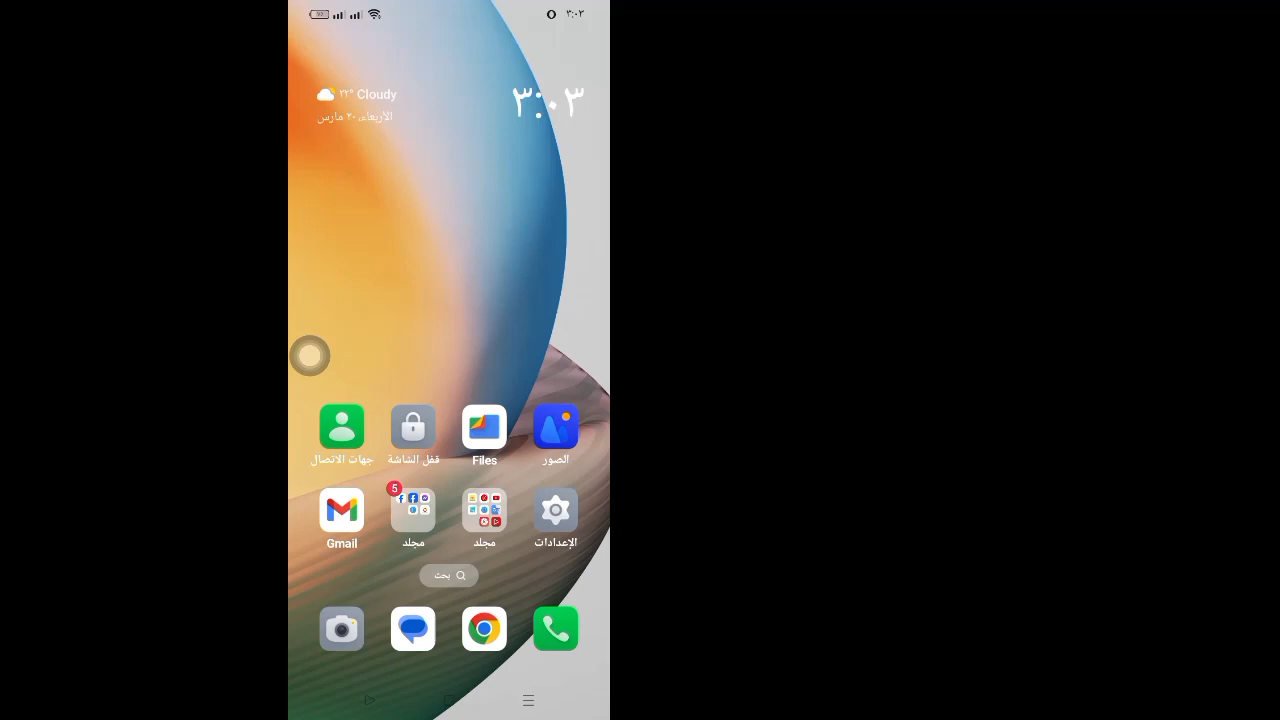 ٣:٠٣
٣:٠٣
٢٢° Cloudy
الأربعاء، ٢٠ مارس
الصور
Files
قفل الشاشة
جهات الاتصال
5
الإعدادات
مجلد
مجلد
Gmail
بحث